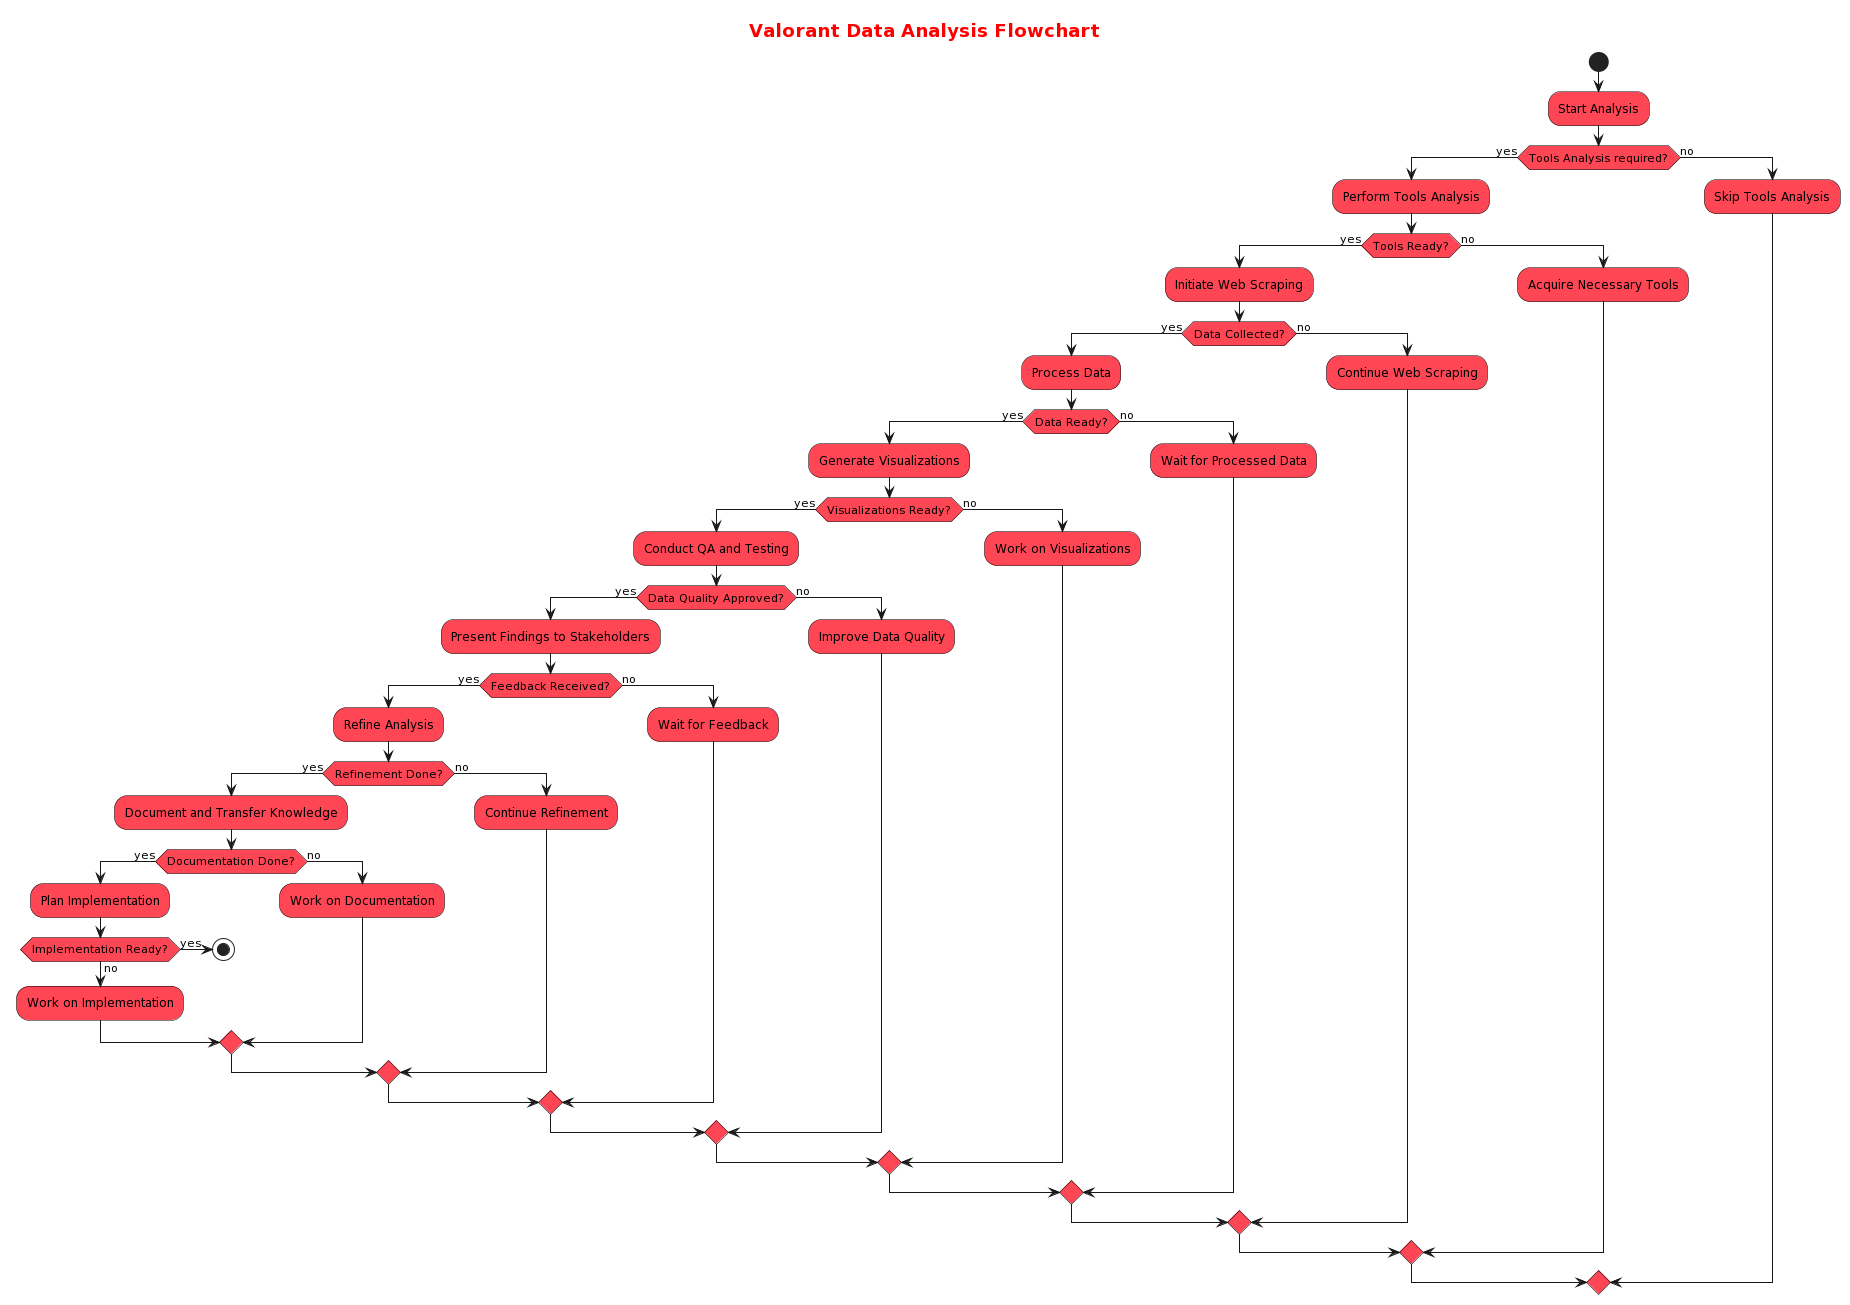 Valorant Data Analysis Flowchart
Start Analysis
yes
Tools Analysis required?
no
Perform Tools Analysis
Skip Tools Analysis
yes
Tools Ready?
no
Initiate Web Scraping
Acquire Necessary Tools
yes
Data Collected?
no
Process Data
Continue Web Scraping
yes
Data Ready?
no
Generate Visualizations
Wait for Processed Data
yes
Visualizations Ready?
no
Conduct QA and Testing
Work on Visualizations
yes
Data Quality Approved?
no
Present Findings to Stakeholders
Improve Data Quality
yes
Feedback Received?
no
Refine Analysis
Wait for Feedback
yes
Refinement Done?
no
Document and Transfer Knowledge
Continue Refinement
yes
Documentation Done?
no
Plan Implementation
Work on Documentation
Implementation Ready?
yes
no
Work on Implementation